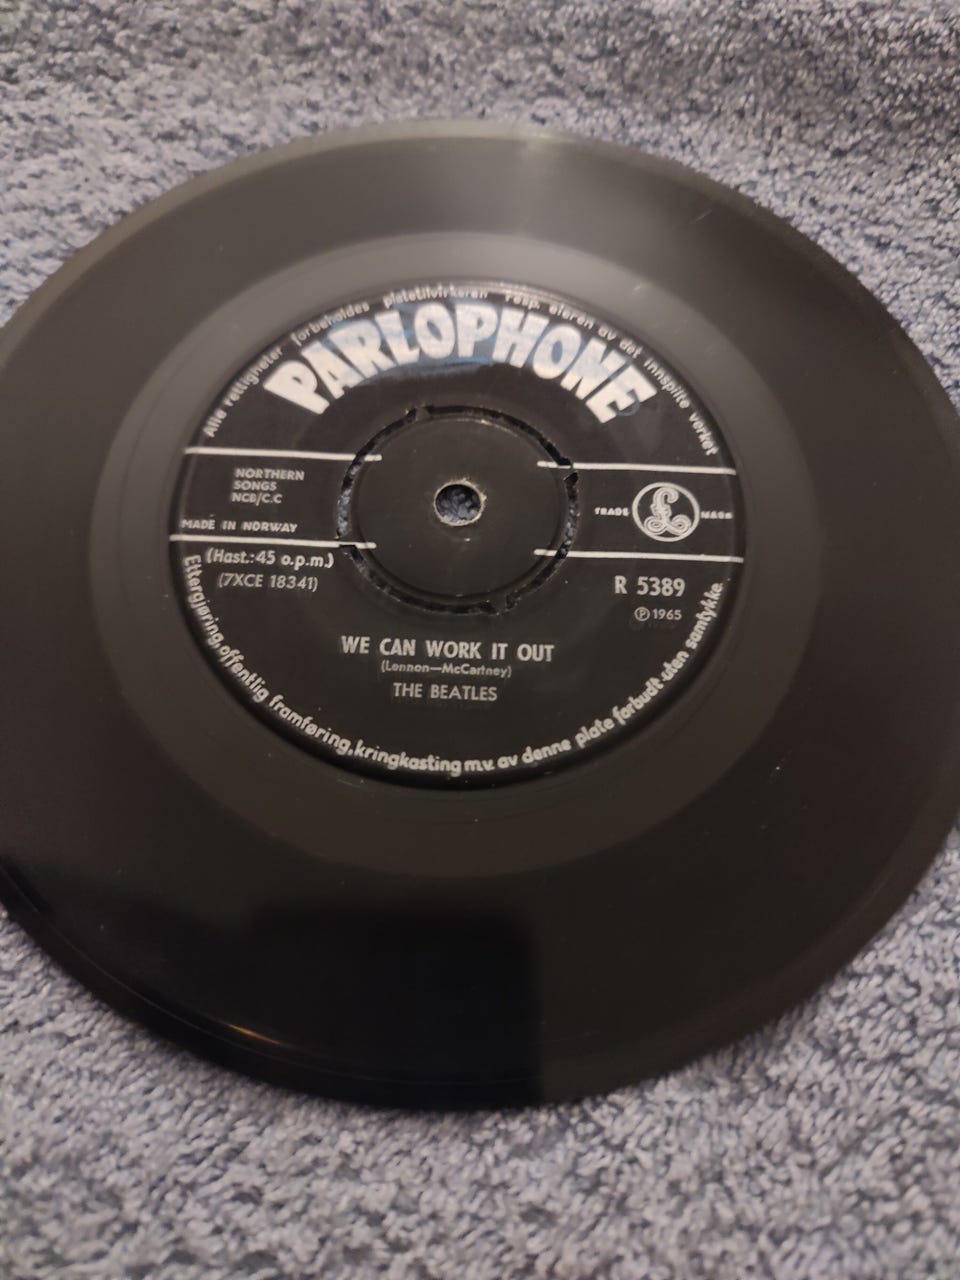 Alle rettigheter forbeholdes platetilvirkeren resp. eieren av det innspilte verket
PARLOPHONE
NORTHERN
SONGS
NCB/C.C
MADE IN NORWAY
TRADE £ MARK
(Hast.: 45 o.p.m.)
(7XCE 18341)
R 5389
Ⓟ 1965
WE CAN WORK IT OUT
(Lennon—McCartney)
THE BEATLES
Ettergjøring, offentlig framføring, kringkasting m.v. av denne plate forbudt uten samtykke.